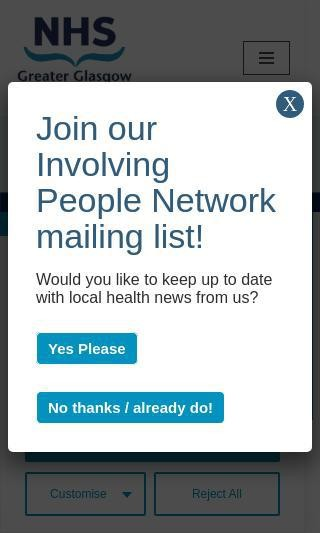 NHS
Greater Glasgow
X
Join our
Involving
People Network
mailing list!
Would you like to keep up to date
with local health news from us?
Yes Please
No thanks / already do!
Customise
Reject All